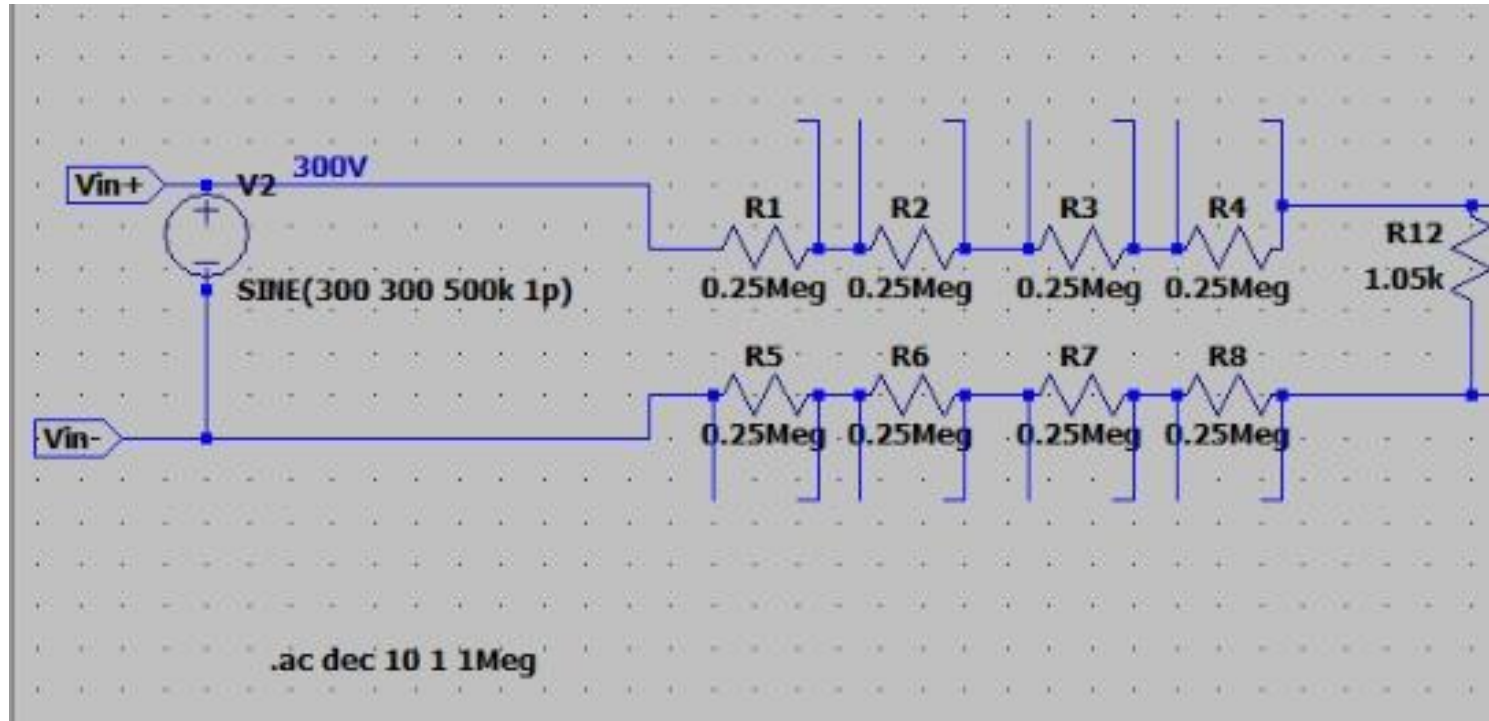 300V
Vin+
V2
R1 R2 R3 R4
R12
SINE(300 300 500k 1p)
0.25Meg 0.25Meg 0.25Meg 0.25Meg
1.05k
R5 R6 R7 R8
Vin-
0.25Meg 0.25Meg 0.25Meg 0.25Meg
.ac dec 10 1 1Meg